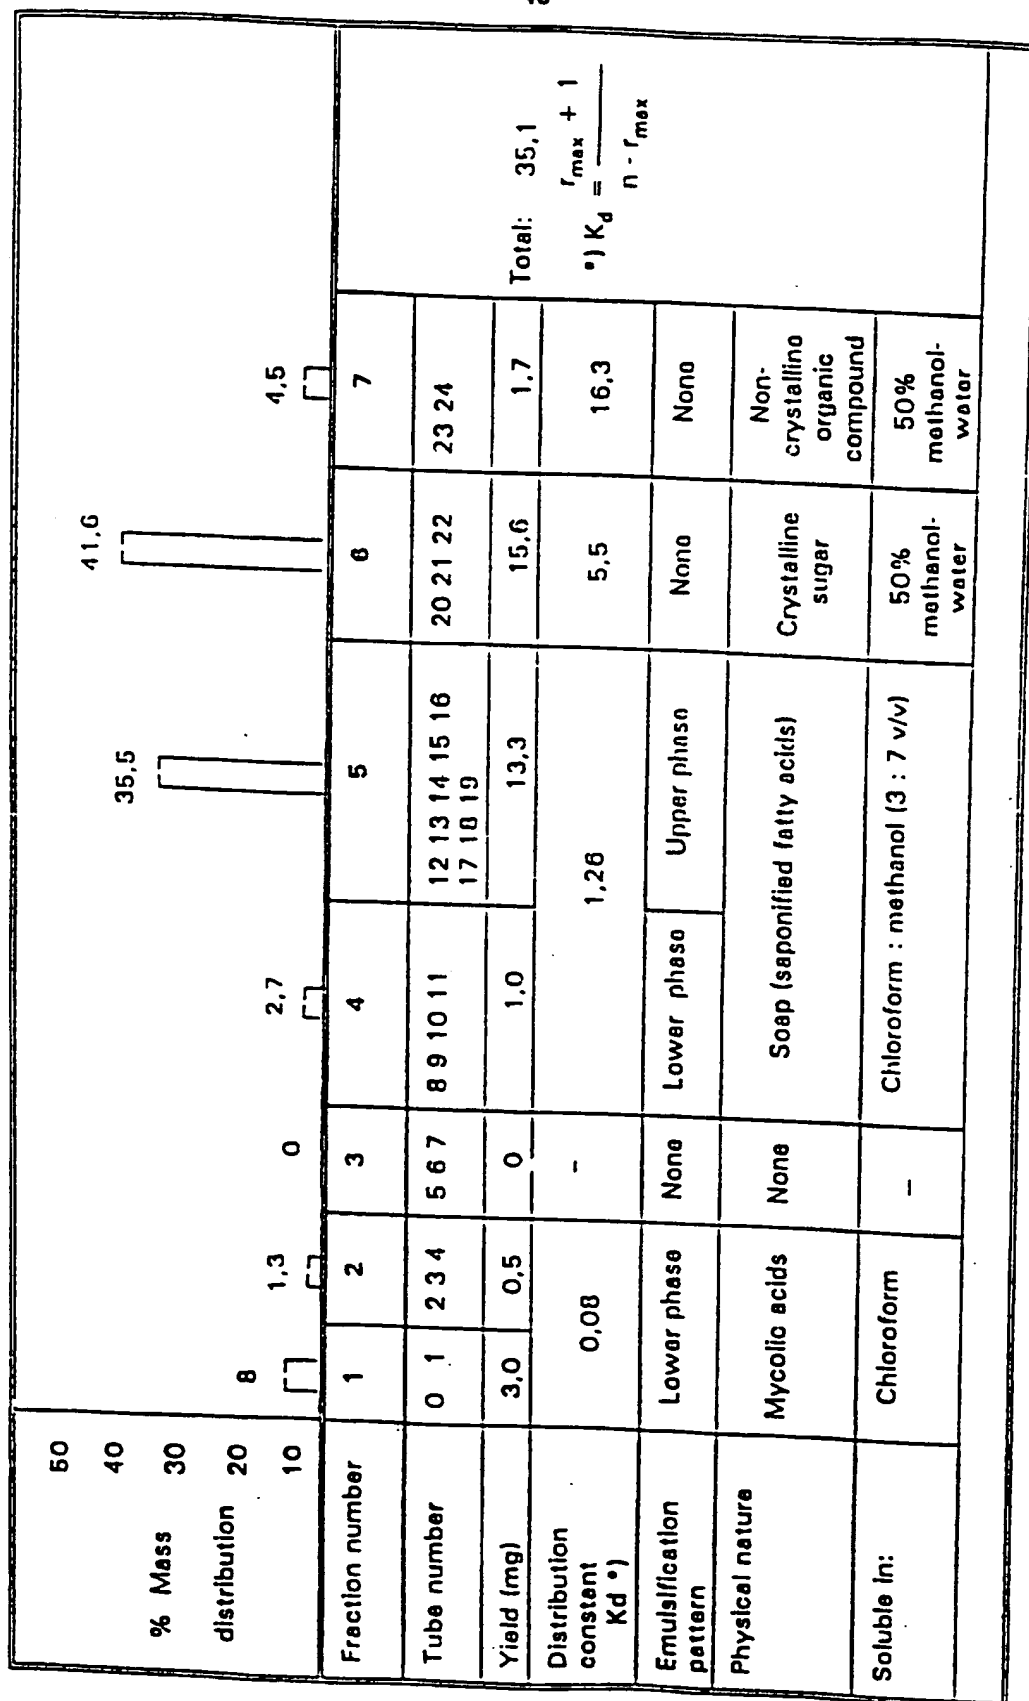 50
40
% Mass 30
distribution 20
10
8
1,3
0
2,7
35,5
41,6
4,5
Fraction number 1 2 3 4 5 6 7
Tube number 0 1 2 3 4 5 6 7 8 9 10 11 12 13 14 15 16 20 21 22 23 24
17 18 19
Yield (mg) 3,0 0,5 0 1,0 13,3 15,6 1,7 Total: 35,1
Distribution
constant 0,08 – 1,26 5,5 16,3
Kd *)
*) Kd = rmax + 1
n - rmax
Emulsification
pattern
Lower phase None Lower phase Upper phase None None
Physical nature Mycolic acids None Soap (saponified fatty acids) Crystalline
sugar
Non-
crystalline
organic
compound
Soluble in: Chloroform – Chloroform : methanol (3 : 7 v/v) 50%
methanol-
water
50%
methanol-
water